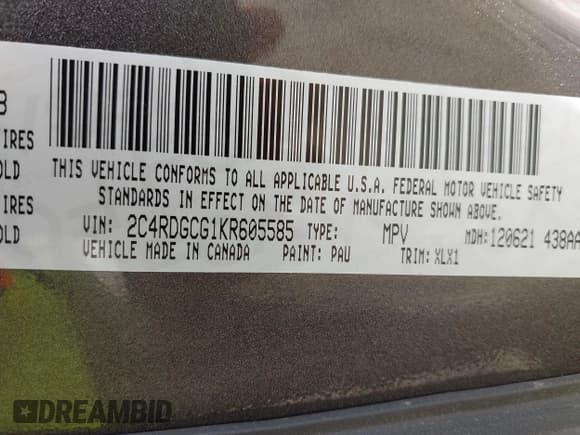 3
IRES
OLD
IRES
OLD
THIS VEHICLE CONFORMS TO ALL APPLICABLE U.S.A. FEDERAL MOTOR VEHICLE SAFETY
STANDARDS IN EFFECT ON THE DATE OF MANUFACTURE SHOWN ABOVE.
VIN: 2C4RDGCG1KR605585 TYPE: MPV MDH: 120621 438AA
VEHICLE MADE IN CANADA PAINT: PAU TRIM: XLX1
DREAMBID